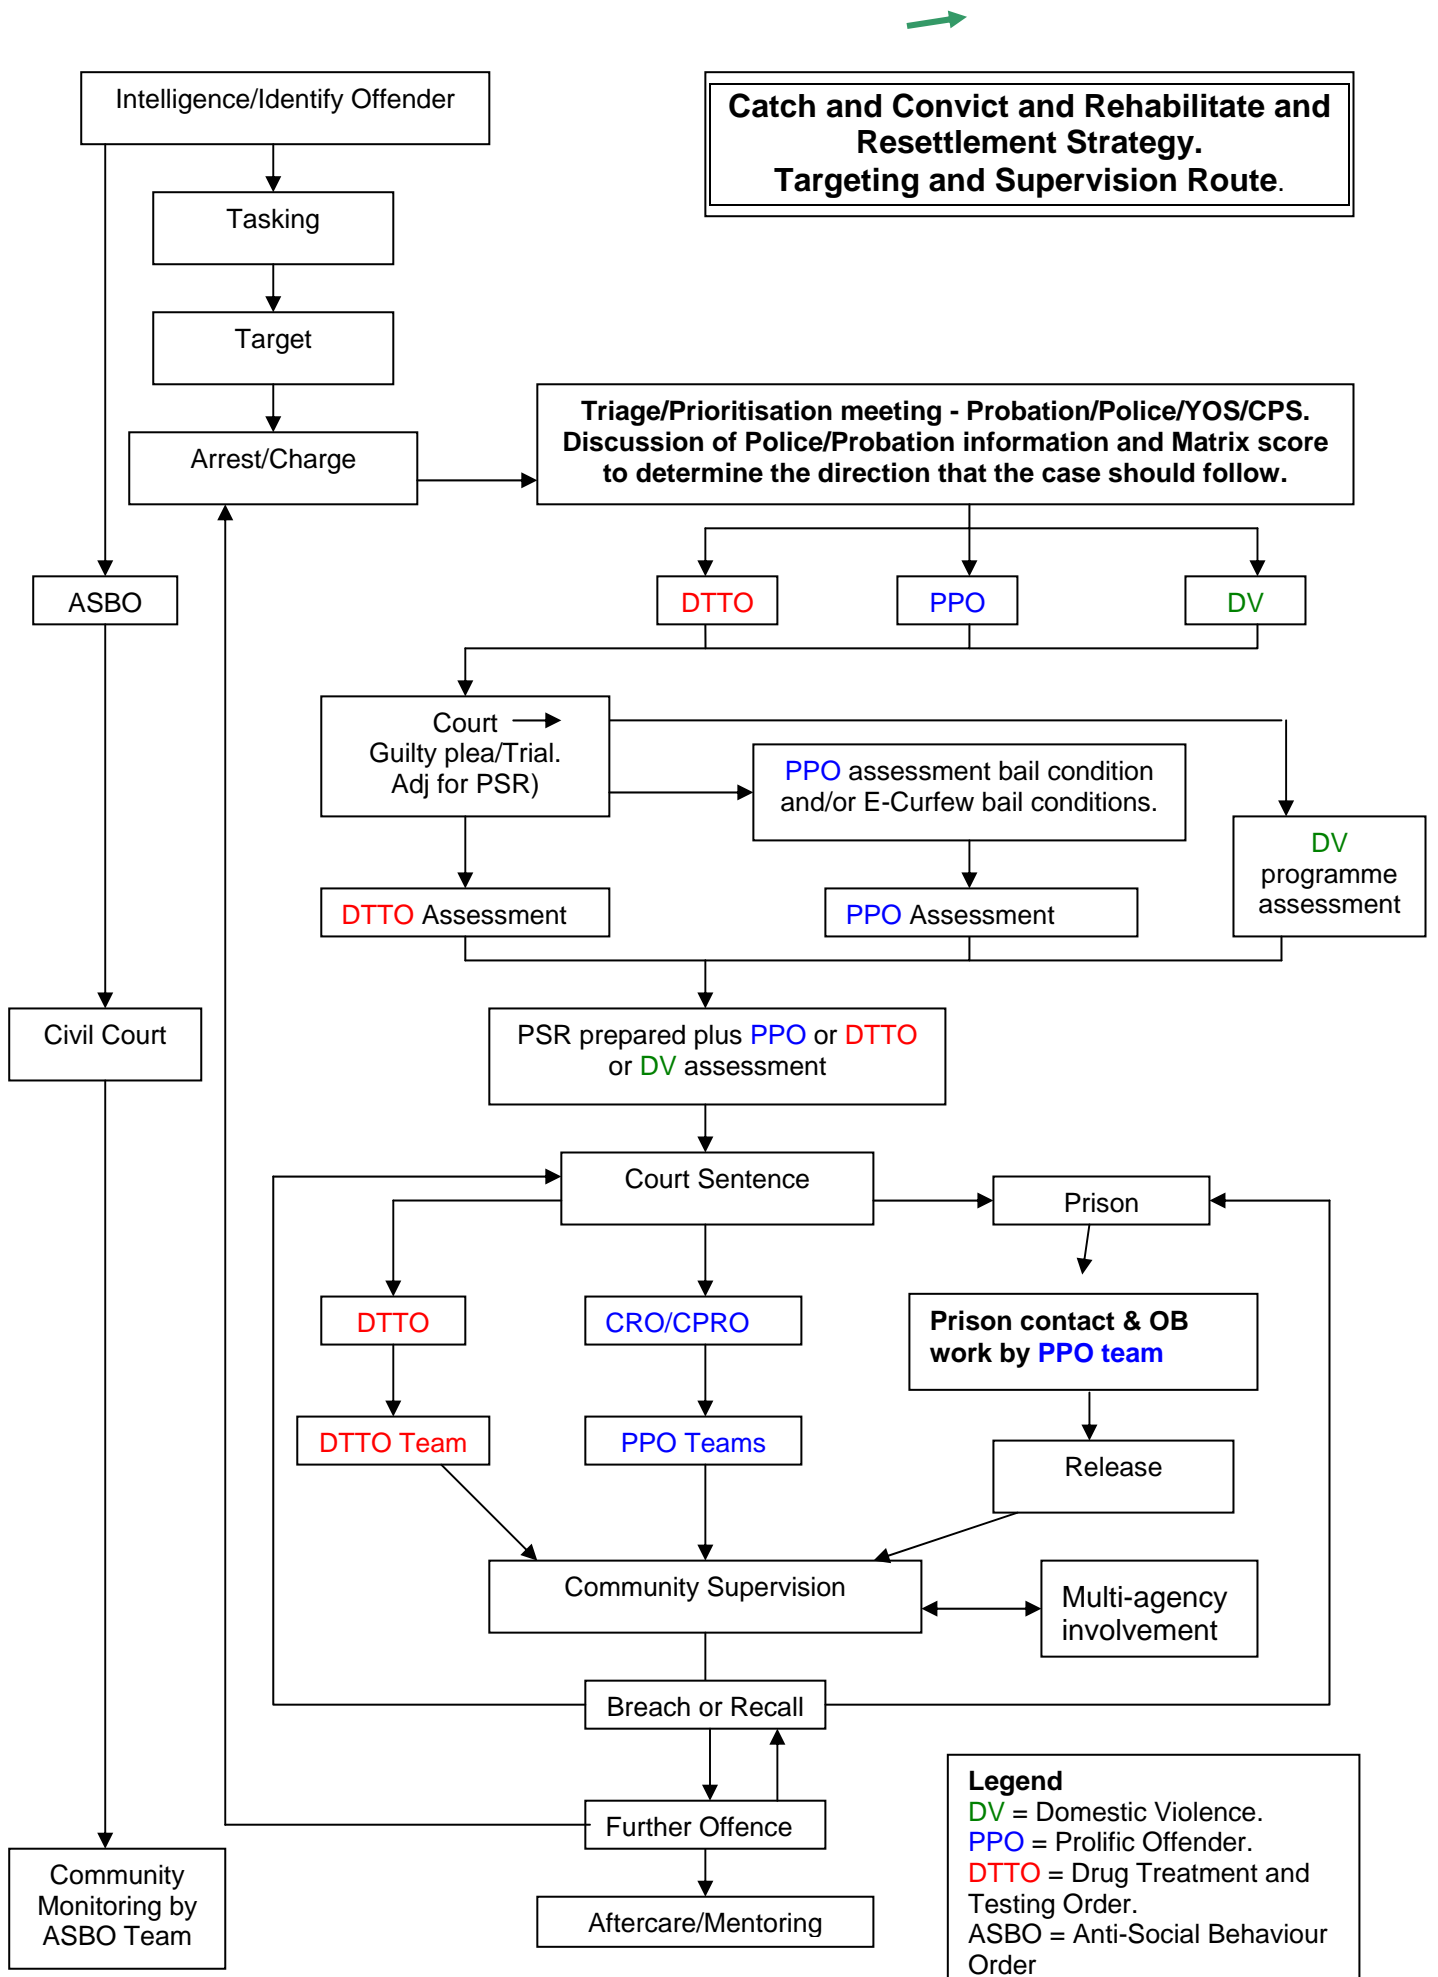 Intelligence/Identify Offender
Catch and Convict and Rehabilitate and
Resettlement Strategy.
Targeting and Supervision Route.
Tasking
Target
Triage/Prioritisation meeting - Probation/Police/YOS/CPS.
Discussion of Police/Probation information and Matrix score
to determine the direction that the case should follow.
Arrest/Charge
ASBO
DTTO
PPO
DV
Court
Guilty plea/Trial.
Adj for PSR)
PPO assessment bail condition
and/or E-Curfew bail conditions.
DV
programme
assessment
DTTO Assessment
PPO Assessment
Civil Court
PSR prepared plus PPO or DTTO
or DV assessment
Court Sentence
Prison
DTTO
CRO/CPRO
Prison contact & OB
work by PPO team
DTTO Team
PPO Teams
Release
Community Supervision
Multi-agency
involvement
Breach or Recall
Further Offence
Aftercare/Mentoring
Community
Monitoring by
ASBO Team
Legend
DV = Domestic Violence.
PPO = Prolific Offender.
DTTO = Drug Treatment and
Testing Order.
ASBO = Anti-Social Behaviour
Order